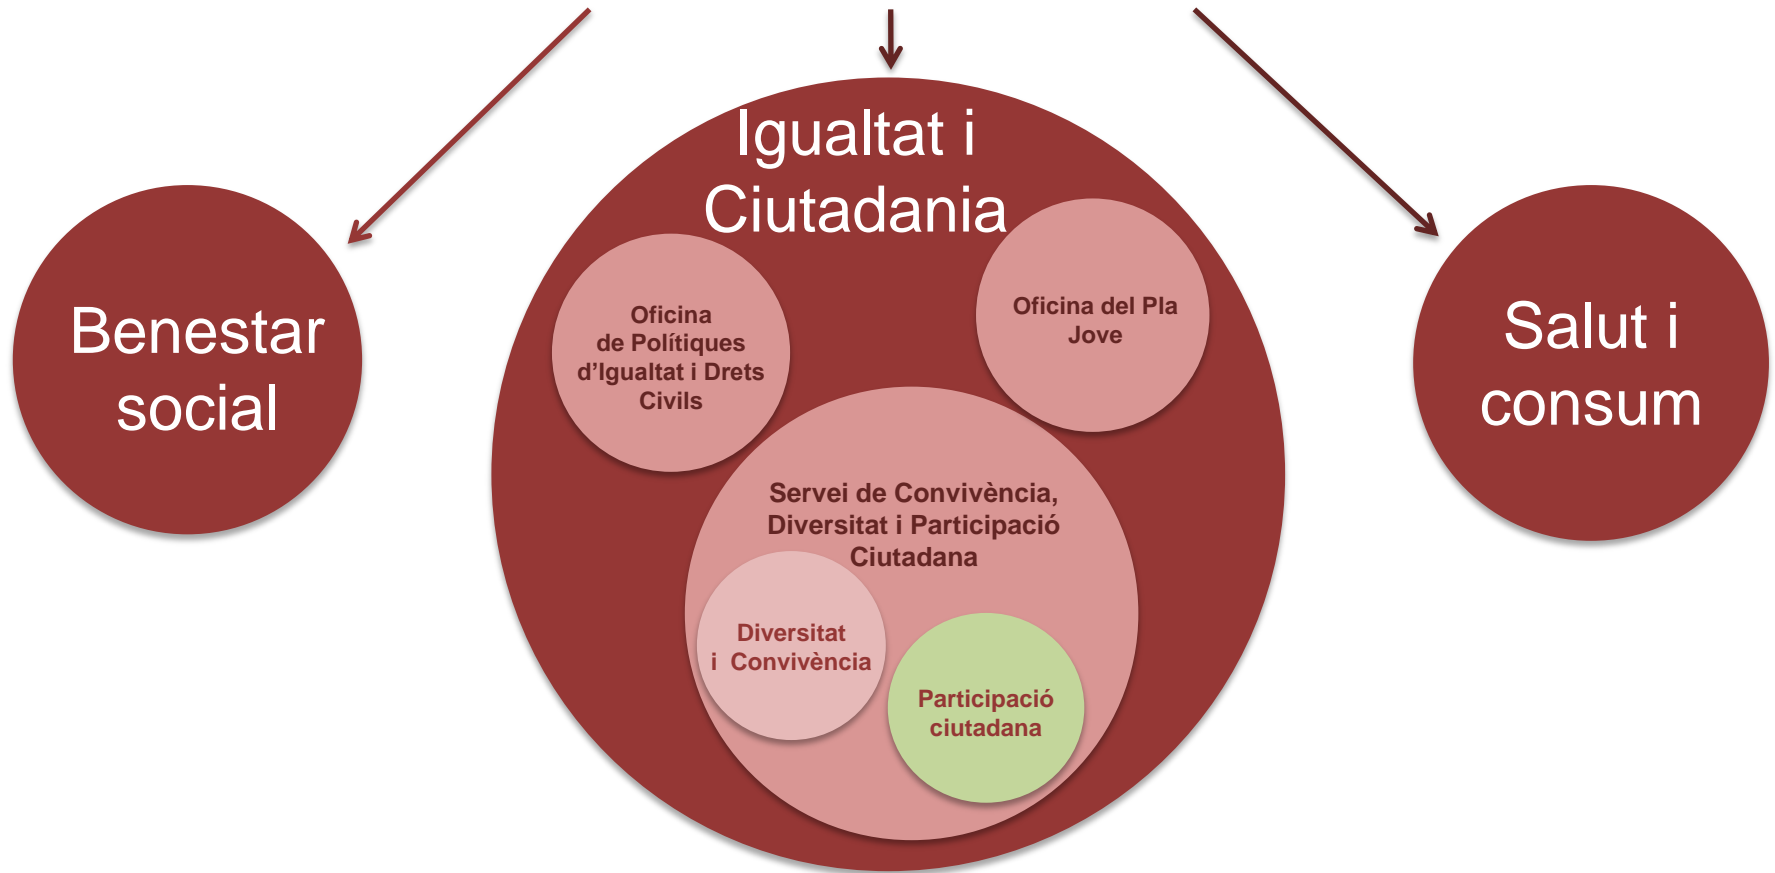 Igualtat i
Ciutadania
Benestar
social
Oficina
de Polítiques
d’Igualtat i Drets
Civils
Oficina del Pla
Jove
Salut i
consum
Servei de Convivència,
Diversitat i Participació
Ciutadana
Diversitat
i  Convivència
Participació
ciutadana